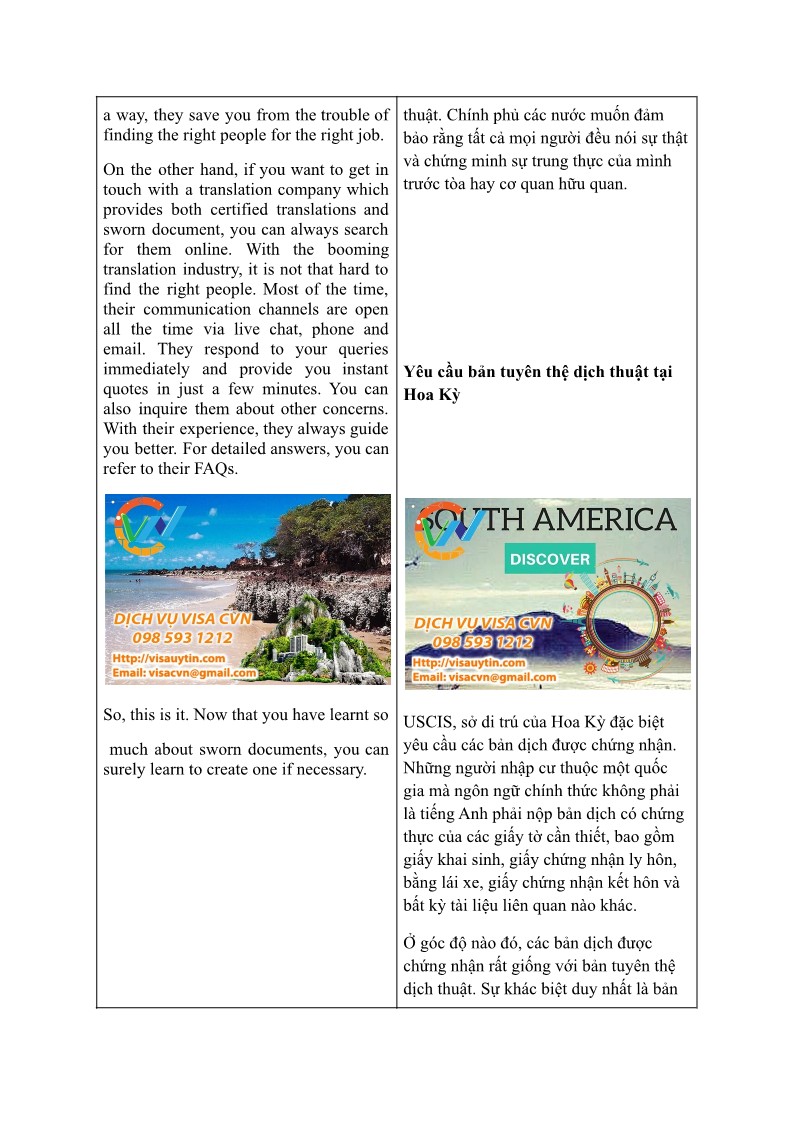 a way, they save you from the trouble of
finding the right people for the right job.
On the other hand, if you want to get in
touch with a translation company which
provides both certified translations and
sworn document, you can always search
for them online. With the booming
translation industry, it is not that hard to
find the right people. Most of the time,
their communication channels are open
all the time via live chat, phone and
email. They respond to your queries
immediately and provide you instant
quotes in just a few minutes. You can
also inquire them about other concerns.
With their experience, they always guide
you better. For detailed answers, you can
refer to their FAQs.
CVN
DỊCH VỤ VISA CVN
098 593 1212
Http://visauytin.com
Email: visacvn@gmail.com
So, this is it. Now that you have learnt so
much about sworn documents, you can
surely learn to create one if necessary.
thuật. Chính phủ các nước muốn đảm
bảo rằng tất cả mọi người đều nói sự thật
và chứng minh sự trung thực của mình
trước tòa hay cơ quan hữu quan.
Yêu cầu bản tuyên thệ dịch thuật tại
Hoa Kỳ
SOUTH AMERICA
CVN
DISCOVER
DỊCH VỤ VISA CVN
098 593 1212
Http://visauytin.com
Email: visacvn@gmail.com
USCIS, sở di trú của Hoa Kỳ đặc biệt
yêu cầu các bản dịch được chứng nhận.
Những người nhập cư thuộc một quốc
gia mà ngôn ngữ chính thức không phải
là tiếng Anh phải nộp bản dịch có chứng
thực của các giấy tờ cần thiết, bao gồm
giấy khai sinh, giấy chứng nhận ly hôn,
bằng lái xe, giấy chứng nhận kết hôn và
bất kỳ tài liệu liên quan nào khác.
Ở góc độ nào đó, các bản dịch được
chứng nhận rất giống với bản tuyên thệ
dịch thuật. Sự khác biệt duy nhất là bản